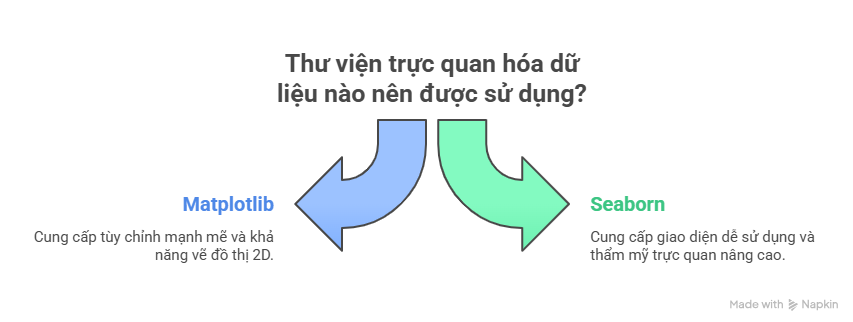 Thư viện trực quan hóa dữ
liệu nào nên được sử dụng?
Matplotlib
Cung cấp tùy chỉnh mạnh mẽ và khả
năng vẽ đồ thị 2D.
Seaborn
Cung cấp giao diện dễ sử dụng và
thẩm mỹ trực quan nâng cao.
Made with Napkin